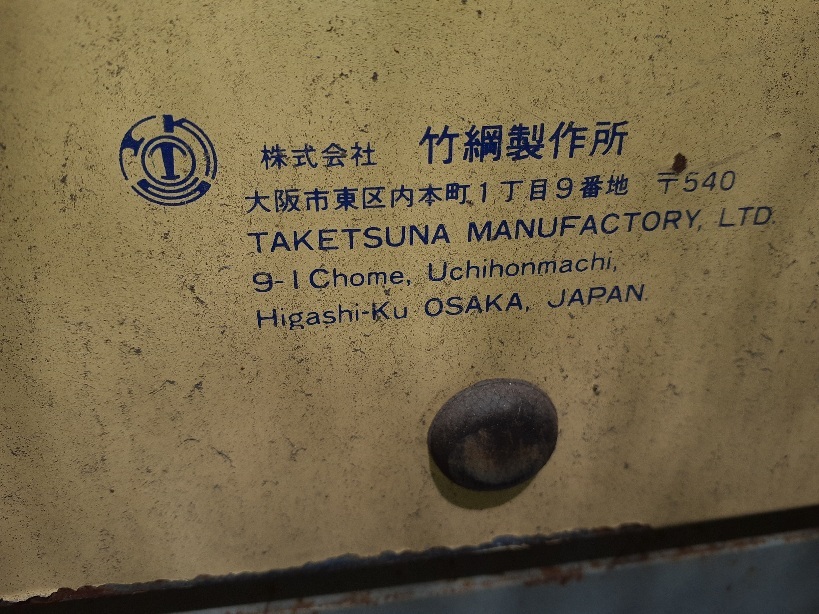 T
株式会社 竹綱製作所
大阪市東区内本町1丁目9番地 〒540
TAKETSUNA MANUFACTORY, LTD.
9-1 Chome, Uchihonmachi,
Higashi-Ku OSAKA, JAPAN.